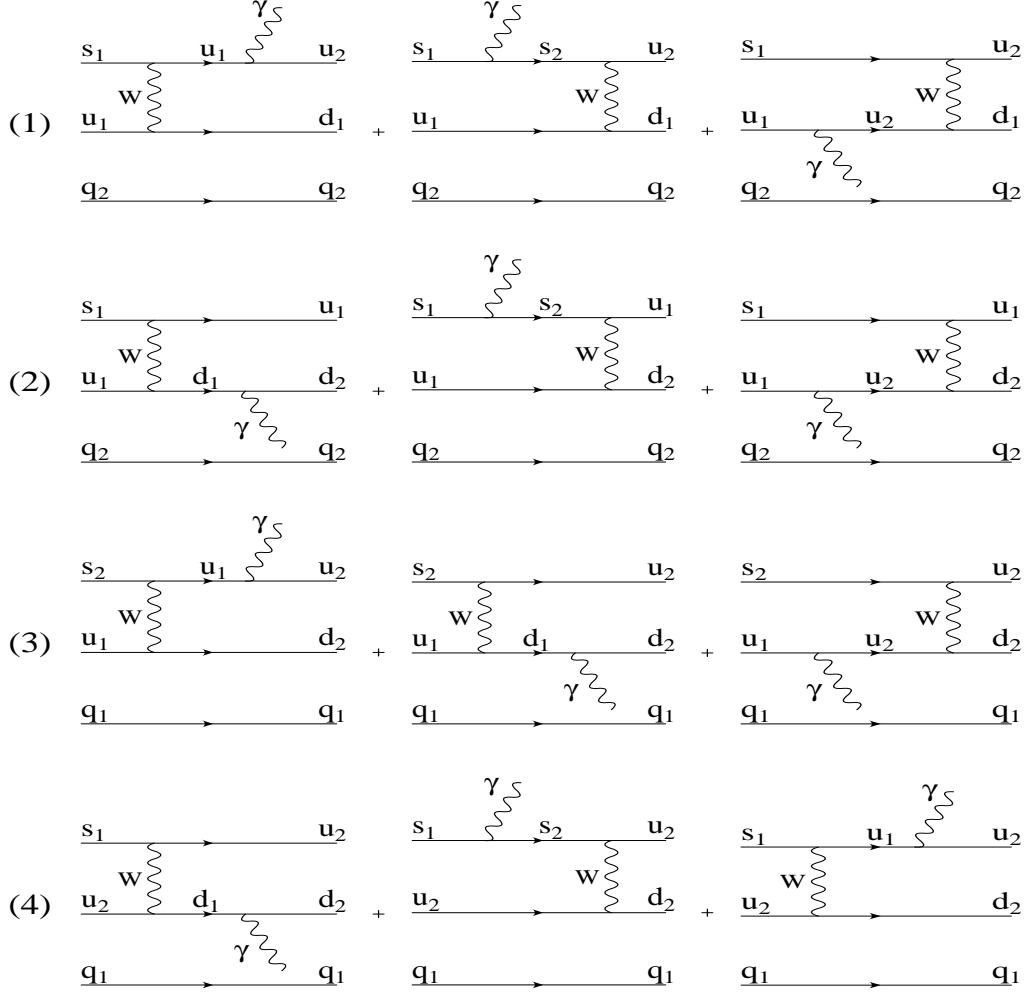 γ γ
s₁ u₁ u₂ s₁ s₂ u₂ s₁ u₂
W W W
(1) u₁ d₁ + u₁ d₁ + u₁ u₂ d₁
γ
q₂ q₂ q₂ q₂ q₂ q₂
γ
s₁ u₁ s₁ s₂ u₁ s₁ u₁
W W W
(2) u₁ d₁ d₂ + u₁ d₂ + u₁ u₂ d₂
γ γ
q₂ q₂ q₂ q₂ q₂ q₂
γ
s₂ u₁ u₂ s₂ u₂ s₂ u₂
W W W
(3) u₁ d₂ + u₁ d₁ d₂ + u₁ u₂ d₂
γ γ
q₁ q₁ q₁ q₁ q₁ q₁
γ γ
s₁ u₂ s₁ s₂ u₂ s₁ u₁ u₂
W W W
(4) u₂ d₁ d₂ + u₂ d₂ + u₂ d₂
γ
q₁ q₁ q₁ q₁ q₁ q₁